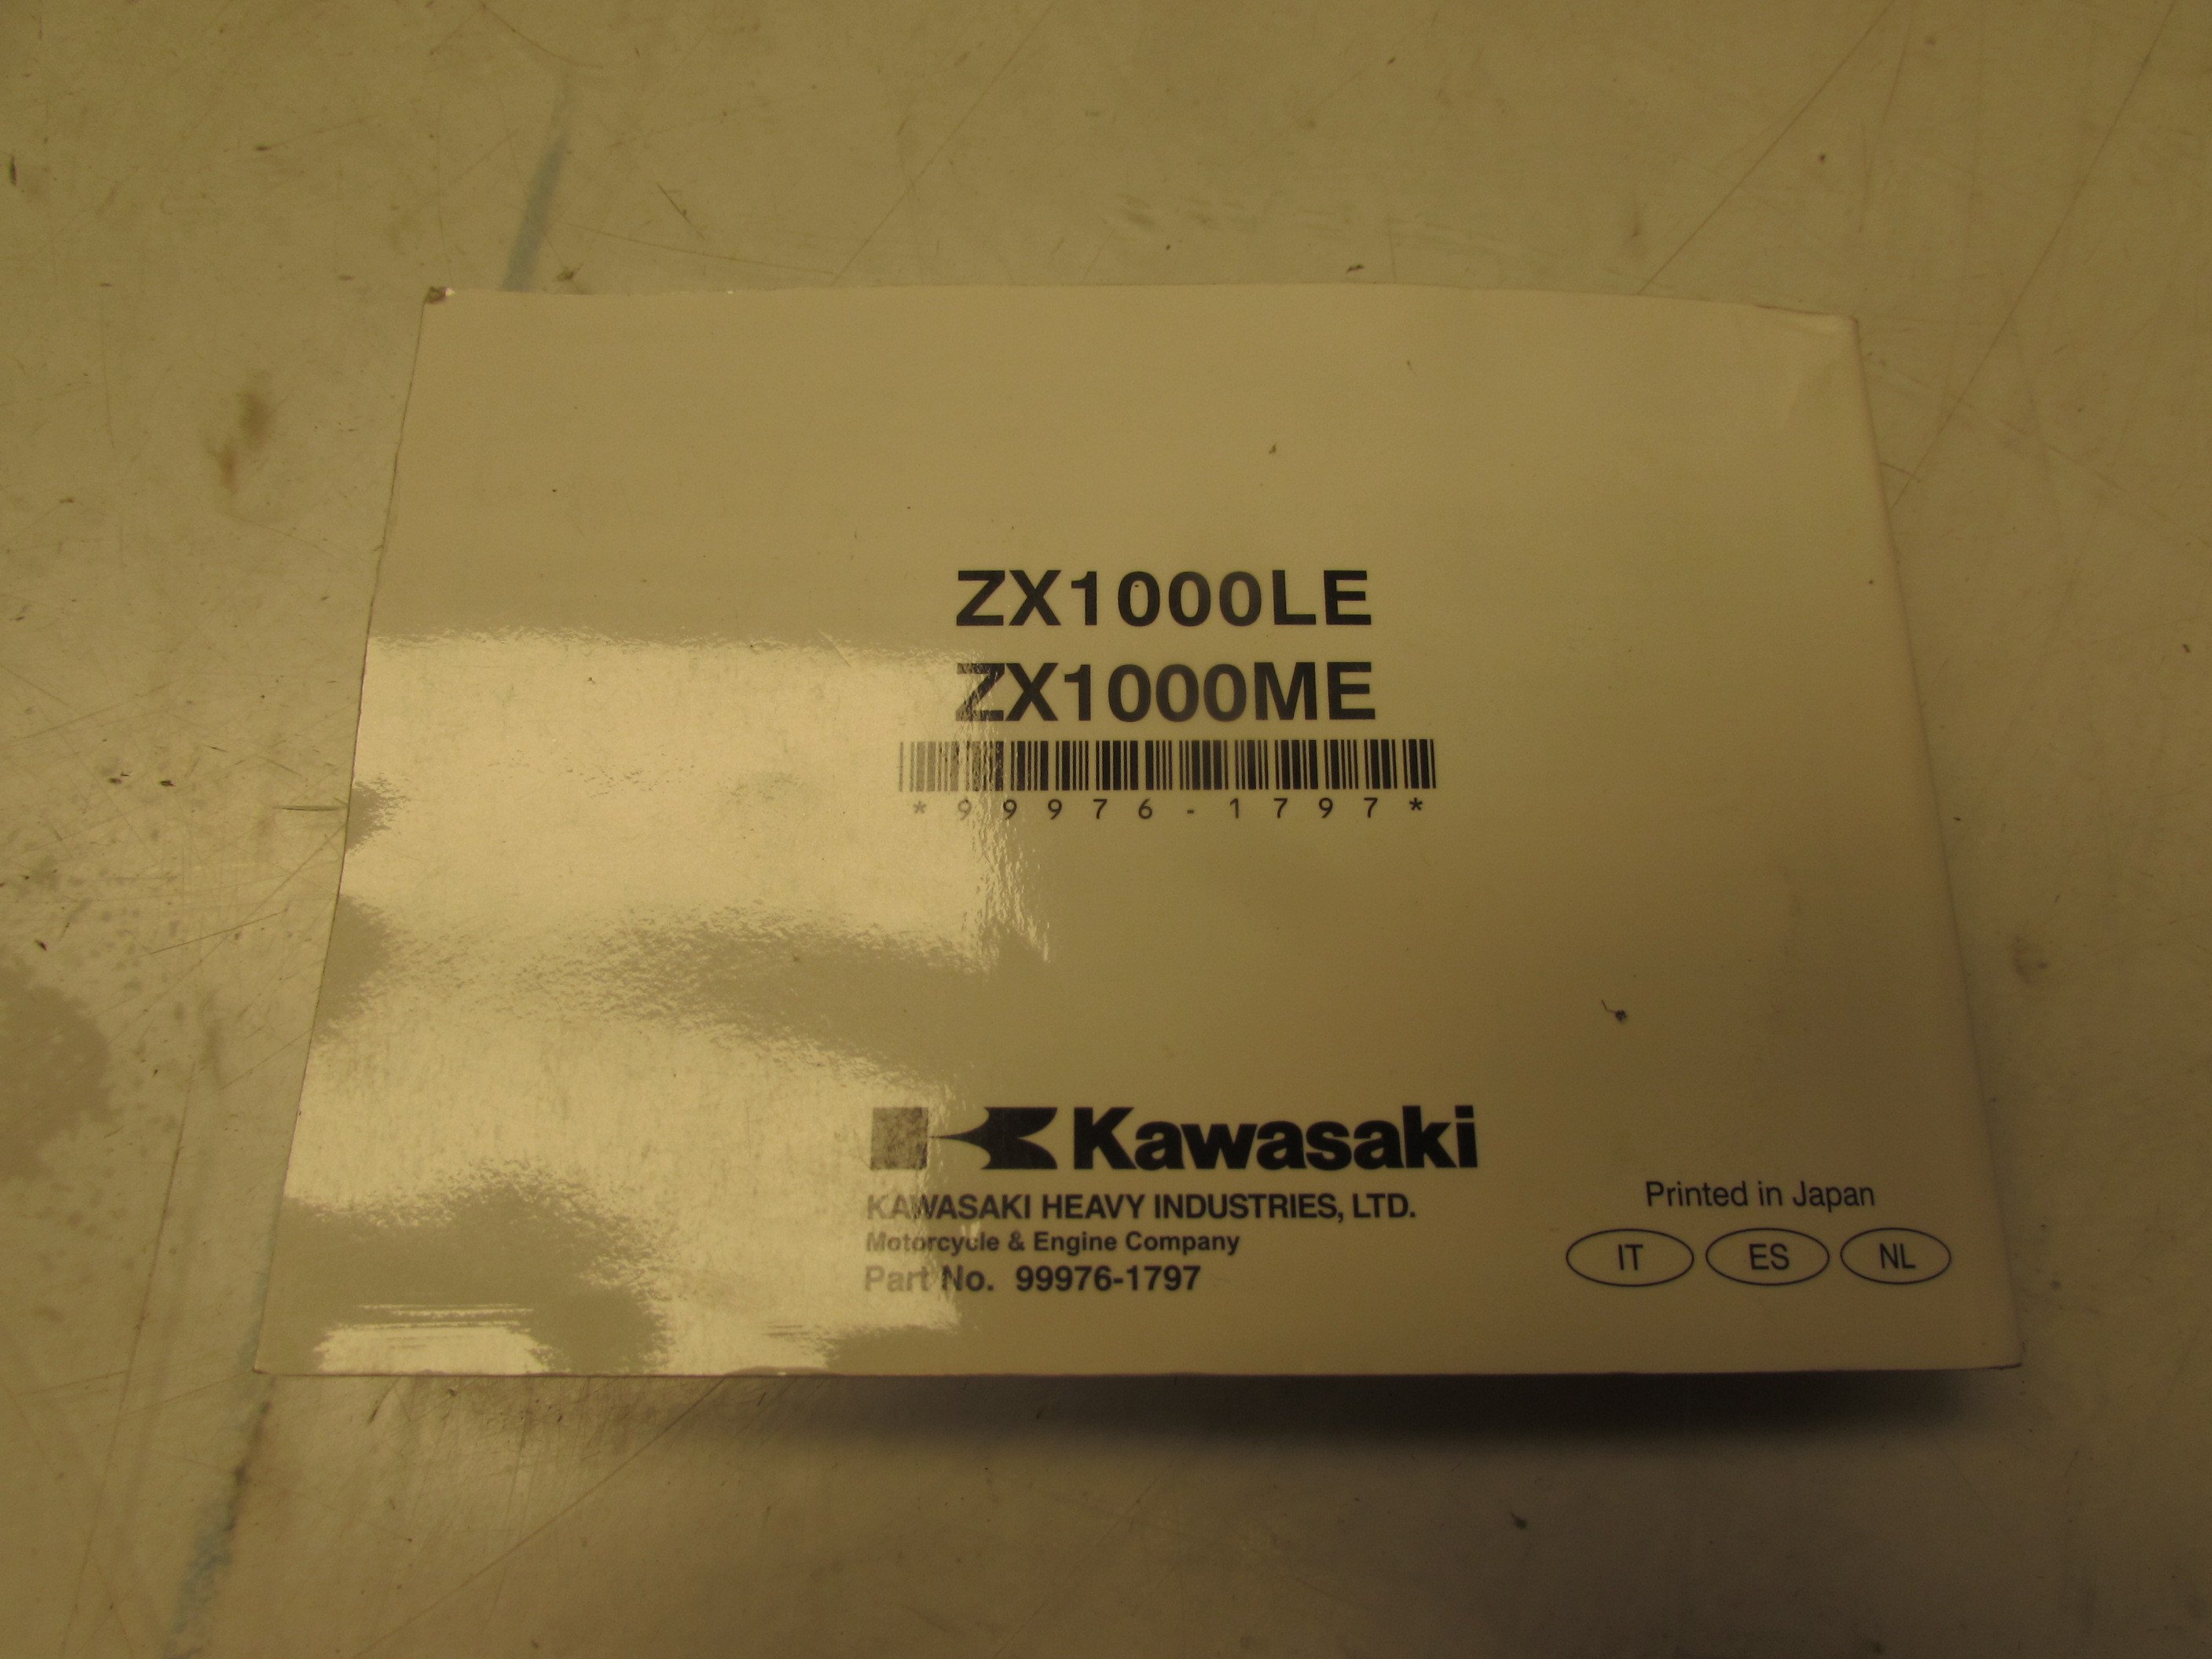 ZX1000LE
ZX1000ME
*99976-1797*
Kawasaki
KAWASAKI HEAVY INDUSTRIES, LTD.
Motorcycle & Engine Company
Part No. 99976-1797
Printed in Japan
IT ES NL